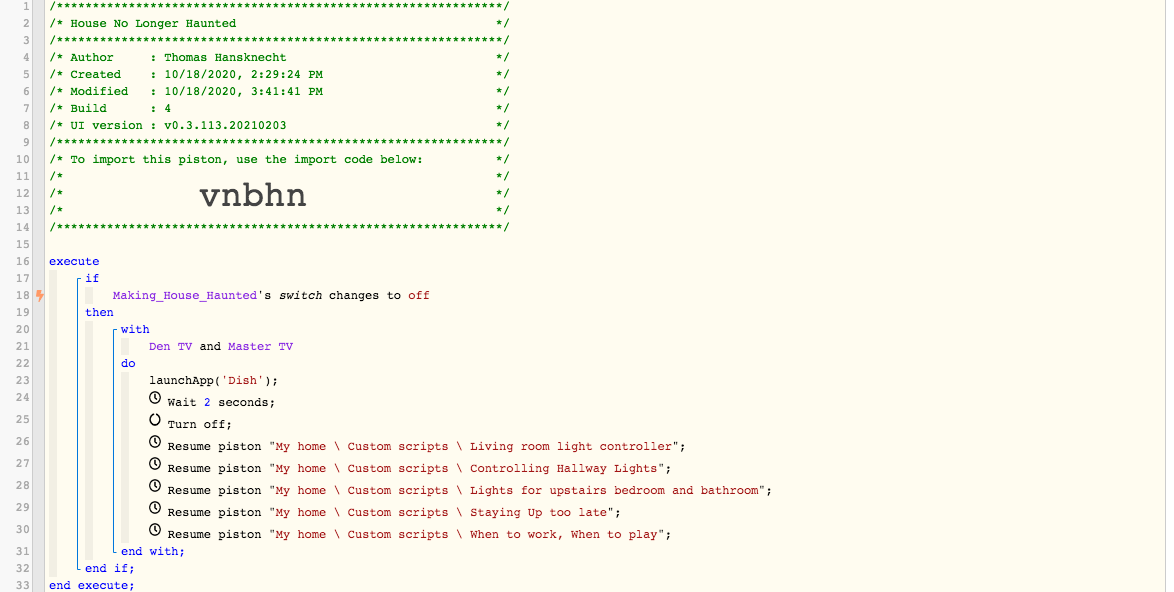 1 /**************************************************************/
2 /* House No Longer Haunted */
3 /**************************************************************/
4 /* Author : Thomas Hansknecht */
5 /* Created : 10/18/2020, 2:29:24 PM */
6 /* Modified : 10/18/2020, 3:41:41 PM */
7 /* Build : 4 */
8 /* UI version : v0.3.113.20210203 */
9 /**************************************************************/
10 /* To import this piston, use the import code below: */
11 /* */
12 /* vnbhn */
13 /* */
14 /**************************************************************/
15
16 execute
17 if
18 Making_House_Haunted's switch changes to off
19 then
20 with
21 Den TV and Master TV
22 do
23 launchApp('Dish');
24 Wait 2 seconds;
25 Turn off;
26 Resume piston "My home \ Custom scripts \ Living room light controller";
27 Resume piston "My home \ Custom scripts \ Controlling Hallway Lights";
28 Resume piston "My home \ Custom scripts \ Lights for upstairs bedroom and bathroom";
29 Resume piston "My home \ Custom scripts \ Staying Up too late";
30 Resume piston "My home \ Custom scripts \ When to work, When to play";
31 end with;
32 end if;
33 end execute;